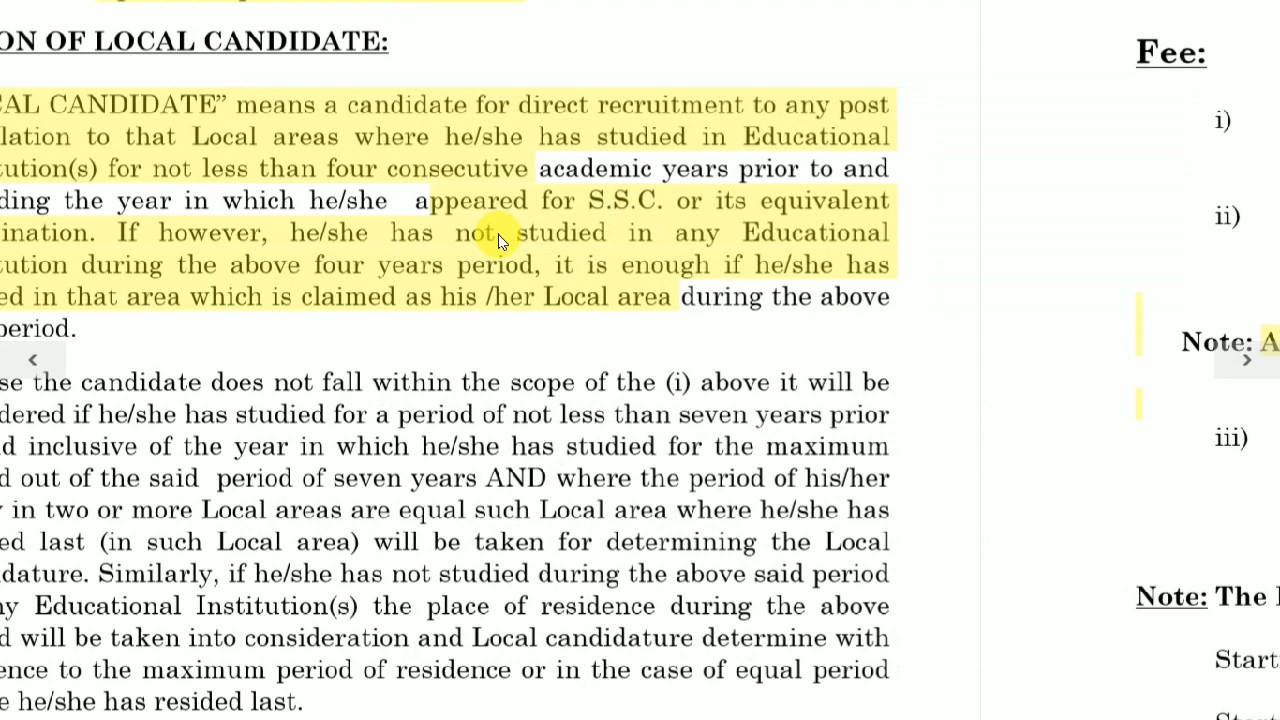 ON OF LOCAL CANDIDATE:
CAL CANDIDATE” means a candidate for direct recruitment to any post
lation to that Local areas where he/she has studied in Educational
ution(s) for not less than four consecutive academic years prior to and
ding the year in which he/she appeared for S.S.C. or its equivalent
ination. If however, he/she has not studied in any Educational
ution during the above four years period, it is enough if he/she has
ed in that area which is claimed as his /her Local area during the above
period.
se the candidate does not fall within the scope of the (i) above it will be
dered if he/she has studied for a period of not less than seven years prior
d inclusive of the year in which he/she has studied for the maximum
d out of the said period of seven years AND where the period of his/her
y in two or more Local areas are equal such Local area where he/she has
ed last (in such Local area) will be taken for determining the Local
dature. Similarly, if he/she has not studied during the above said period
ny Educational Institution(s) the place of residence during the above
d will be taken into consideration and Local candidature determine with
ence to the maximum period of residence or in the case of equal period
e he/she has resided last.
Fee:
i)
ii)
Note: A
iii)
Note: The
Start